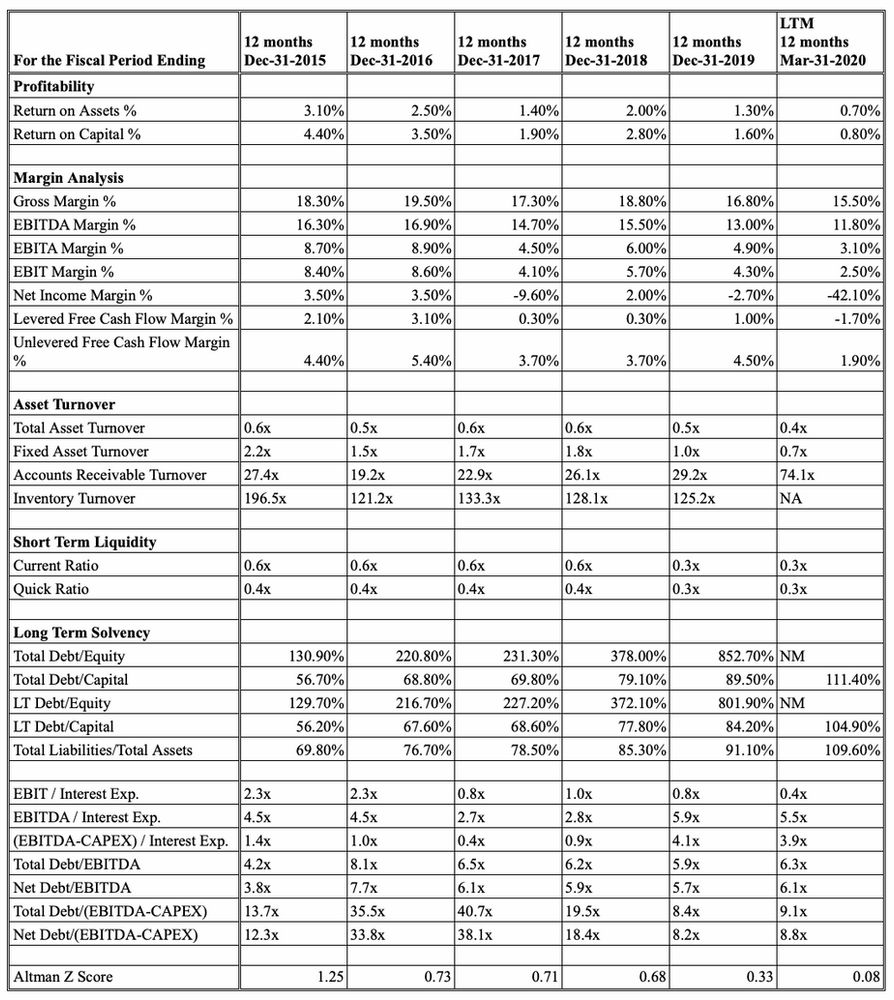 LTM
12 months 12 months 12 months 12 months 12 months 12 months
For the Fiscal Period Ending Dec-31-2015 Dec-31-2016 Dec-31-2017 Dec-31-2018 Dec-31-2019 Mar-31-2020
Profitability
Return on Assets % 3.10% 2.50% 1.40% 2.00% 1.30% 0.70%
Return on Capital % 4.40% 3.50% 1.90% 2.80% 1.60% 0.80%
Margin Analysis
Gross Margin % 18.30% 19.50% 17.30% 18.80% 16.80% 15.50%
EBITDA Margin % 16.30% 16.90% 14.70% 15.50% 13.00% 11.80%
EBITA Margin % 8.70% 8.90% 4.50% 6.00% 4.90% 3.10%
EBIT Margin % 8.40% 8.60% 4.10% 5.70% 4.30% 2.50%
Net Income Margin % 3.50% 3.50% -9.60% 2.00% -2.70% -42.10%
Levered Free Cash Flow Margin % 2.10% 3.10% 0.30% 0.30% 1.00% -1.70%
Unlevered Free Cash Flow Margin
% 4.40% 5.40% 3.70% 3.70% 4.50% 1.90%
Asset Turnover
Total Asset Turnover 0.6x 0.5x 0.6x 0.6x 0.5x 0.4x
Fixed Asset Turnover 2.2x 1.5x 1.7x 1.8x 1.0x 0.7x
Accounts Receivable Turnover 27.4x 19.2x 22.9x 26.1x 29.2x 74.1x
Inventory Turnover 196.5x 121.2x 133.3x 128.1x 125.2x NA
Short Term Liquidity
Current Ratio 0.6x 0.6x 0.6x 0.6x 0.3x 0.3x
Quick Ratio 0.4x 0.4x 0.4x 0.4x 0.3x 0.3x
Long Term Solvency
Total Debt/Equity 130.90% 220.80% 231.30% 378.00% 852.70% NM
Total Debt/Capital 56.70% 68.80% 69.80% 79.10% 89.50% 111.40%
LT Debt/Equity 129.70% 216.70% 227.20% 372.10% 801.90% NM
LT Debt/Capital 56.20% 67.60% 68.60% 77.80% 84.20% 104.90%
Total Liabilities/Total Assets 69.80% 76.70% 78.50% 85.30% 91.10% 109.60%
EBIT / Interest Exp. 2.3x 2.3x 0.8x 1.0x 0.8x 0.4x
EBITDA / Interest Exp. 4.5x 4.5x 2.7x 2.8x 5.9x 5.5x
(EBITDA-CAPEX) / Interest Exp. 1.4x 1.0x 0.4x 0.9x 4.1x 3.9x
Total Debt/EBITDA 4.2x 8.1x 6.5x 6.2x 5.9x 6.3x
Net Debt/EBITDA 3.8x 7.7x 6.1x 5.9x 5.7x 6.1x
Total Debt/(EBITDA-CAPEX) 13.7x 35.5x 40.7x 19.5x 8.4x 9.1x
Net Debt/(EBITDA-CAPEX) 12.3x 33.8x 38.1x 18.4x 8.2x 8.8x
Altman Z Score 1.25 0.73 0.71 0.68 0.33 0.08